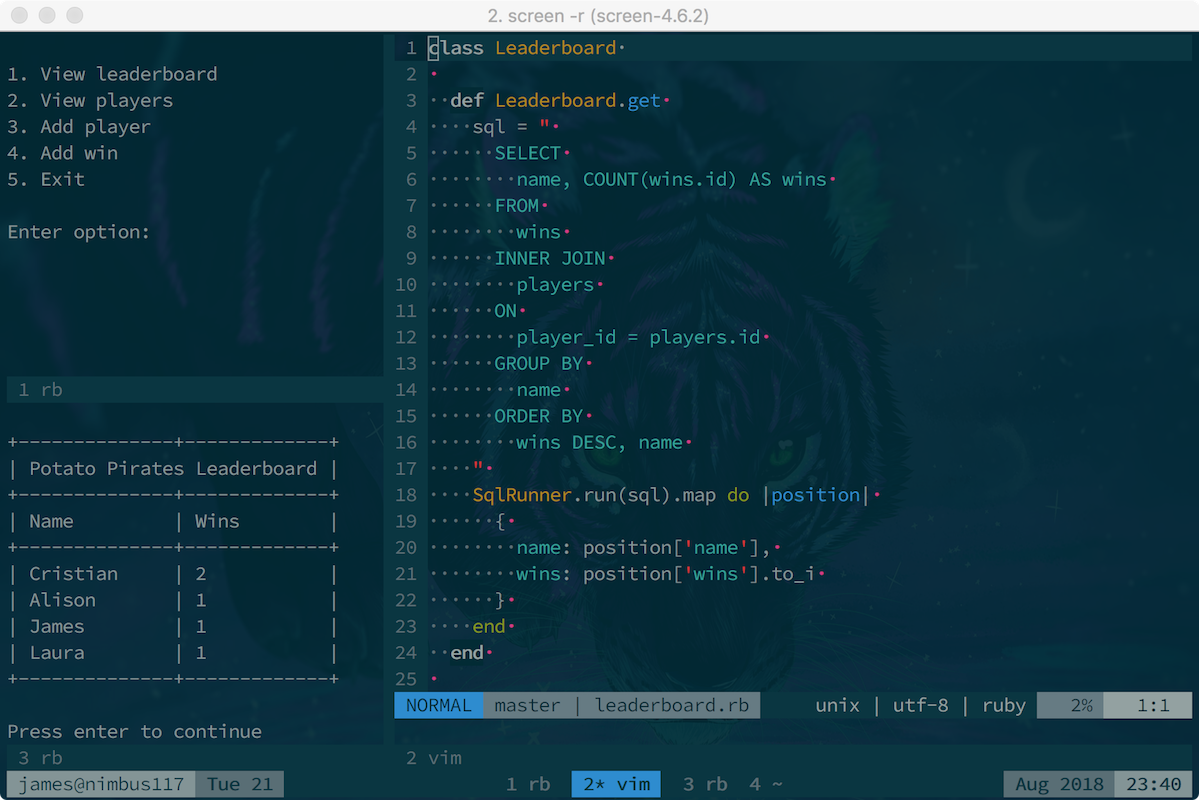 2. screen -r (screen-4.6.2)
1. View leaderboard
2. View players
3. Add player
4. Add win
5. Exit
Enter option:
1 rb
+--------------+-------------+
| Potato Pirates Leaderboard |
+--------------+-------------+
| Name         | Wins        |
+--------------+-------------+
| Cristian     | 2           |
| Alison       | 1           |
| James        | 1           |
| Laura        | 1           |
+--------------+-------------+
Press enter to continue
3 rb
1 class Leaderboard·
2 ·
3 ··def Leaderboard.get·
4 ····sql = "·
5 ······SELECT·
6 ········name, COUNT(wins.id) AS wins·
7 ······FROM·
8 ········wins·
9 ······INNER JOIN·
10 ········players·
11 ······ON·
12 ········player_id = players.id·
13 ······GROUP BY·
14 ········name·
15 ······ORDER BY·
16 ········wins DESC, name·
17 ····"·
18 ····SqlRunner.run(sql).map do |position|·
19 ······{·
20 ········name: position['name'],·
21 ········wins: position['wins'].to_i·
22 ······}·
23 ····end·
24 ··end·
25 ·
NORMAL master | leaderboard.rb unix | utf-8 | ruby 2% 1:1
2 vim
james@nimbus117 Tue 21 1 rb 2* vim 3 rb 4 ~ Aug 2018 23:40